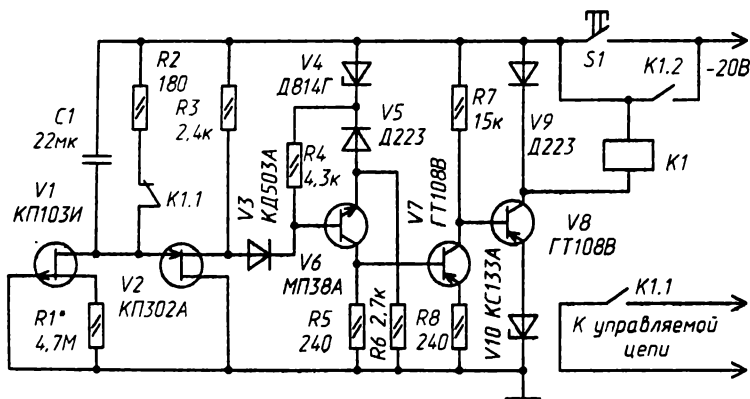 C1
22мк
R2
180
R3
2,4к
V4
Д814Г
V5
Д223
R7
15к
S1
K1.2
-20В
V9
Д223
K1
V1
КП103И
K1.1
V3
КД503А
R4
4,3к
V7
ГТ108В
V8
ГТ108В
V2
КП302А
V6
МП38А
R1*
4,7М
R5
240
R6 2,7к
R8
240
V10 КС133А
K1.1
К управляемой
цепи